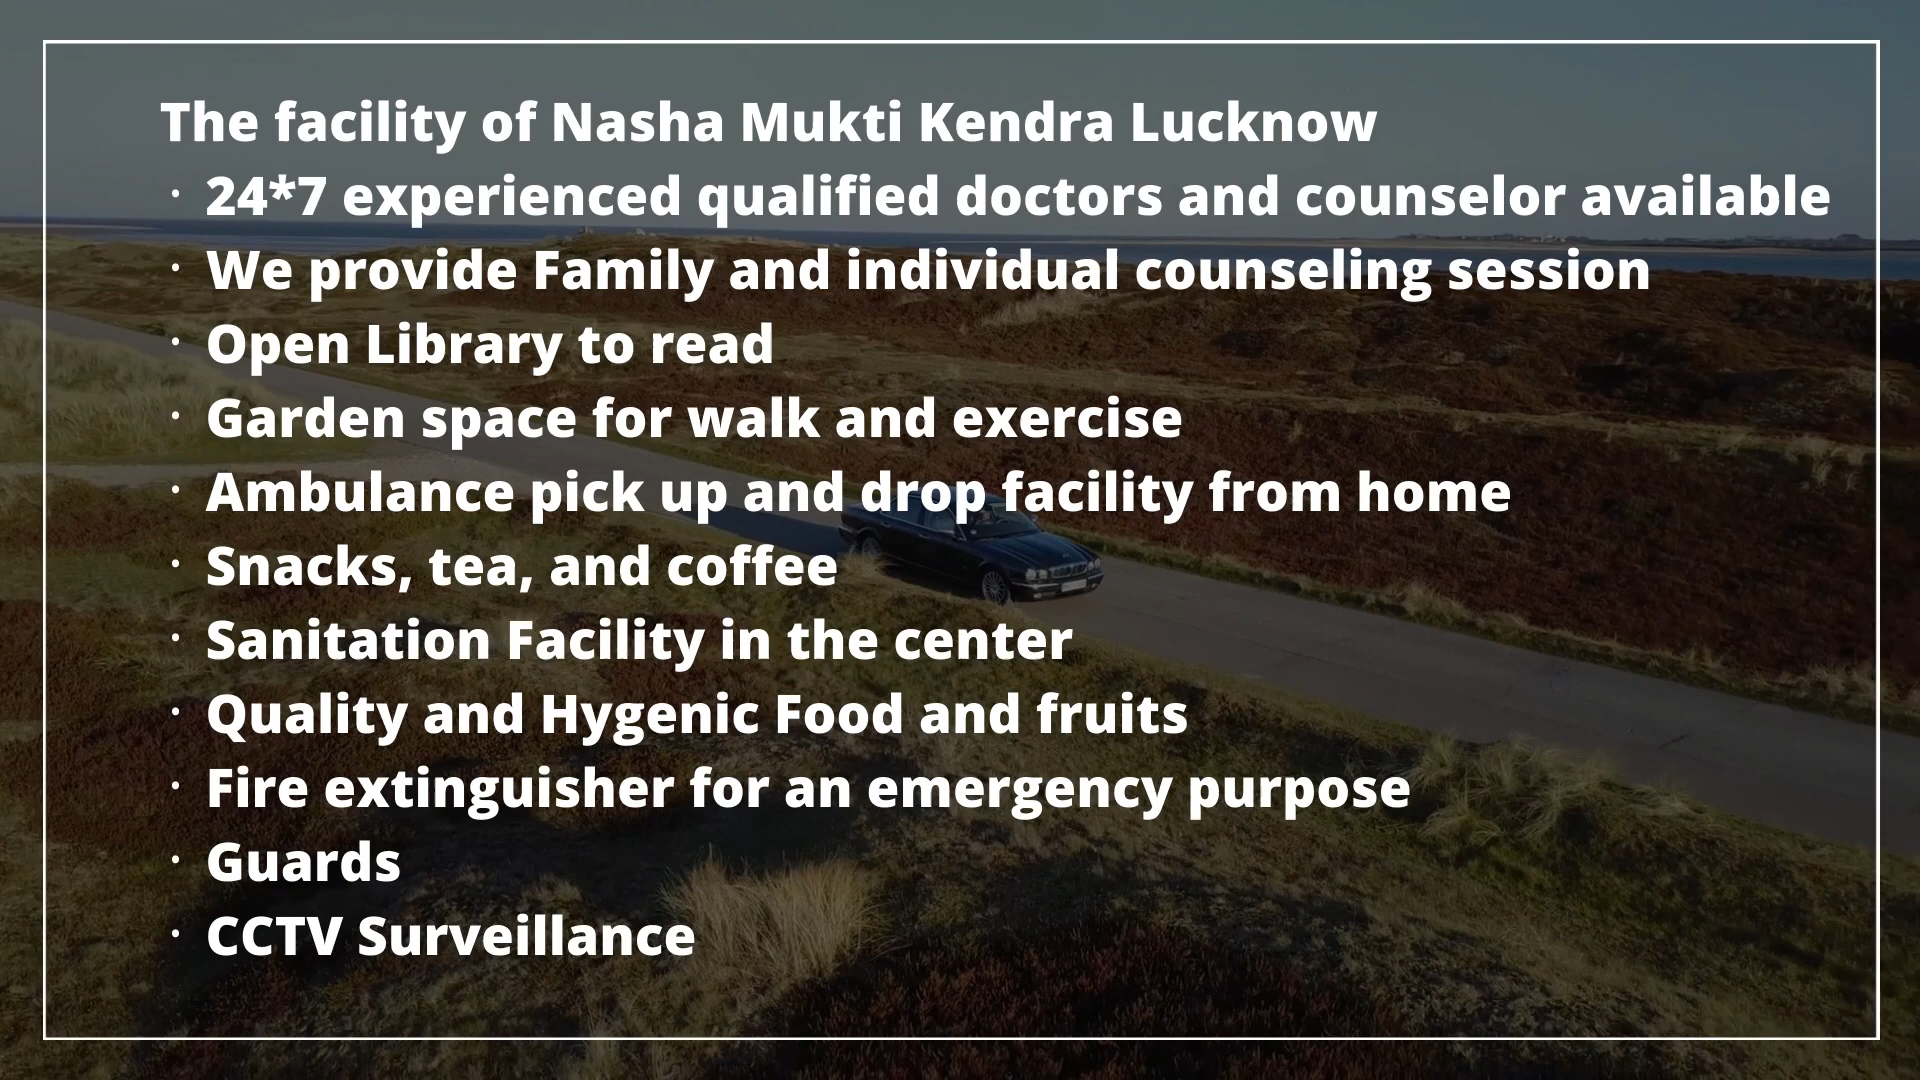 The facility of Nasha Mukti Kendra Lucknow
· 24*7 experienced qualified doctors and counselor available
· We provide Family and individual counseling session
· Open Library to read
· Garden space for walk and exercise
· Ambulance pick up and drop facility from home
· Snacks, tea, and coffee
· Sanitation Facility in the center
· Quality and Hygenic Food and fruits
· Fire extinguisher for an emergency purpose
· Guards
· CCTV Surveillance